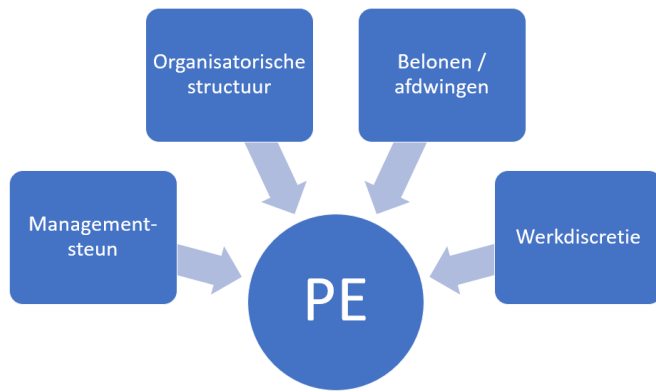 Organisatorische
structuur
Belonen /
afdwingen
Management-
steun
Werkdiscretie
PE